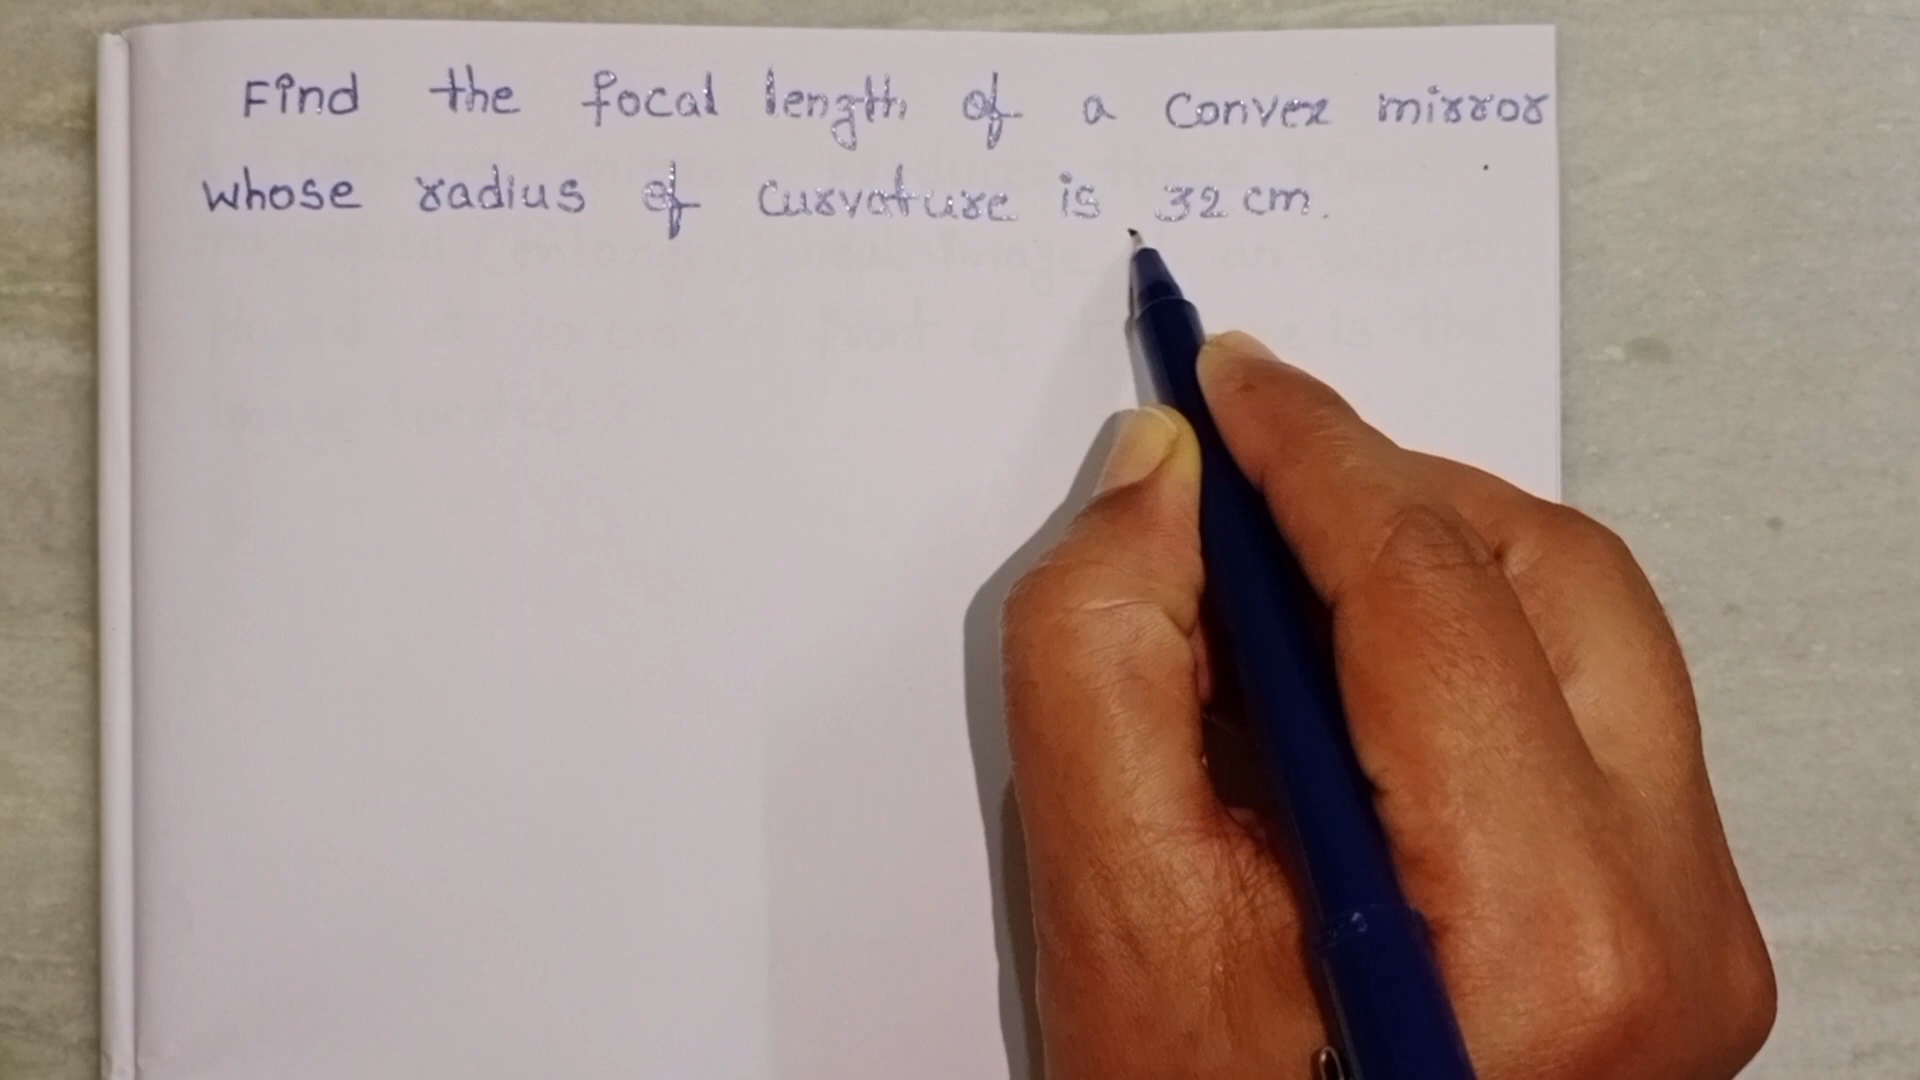 Find the focal length of a convex mirror
whose radius of curvature is 32 cm.